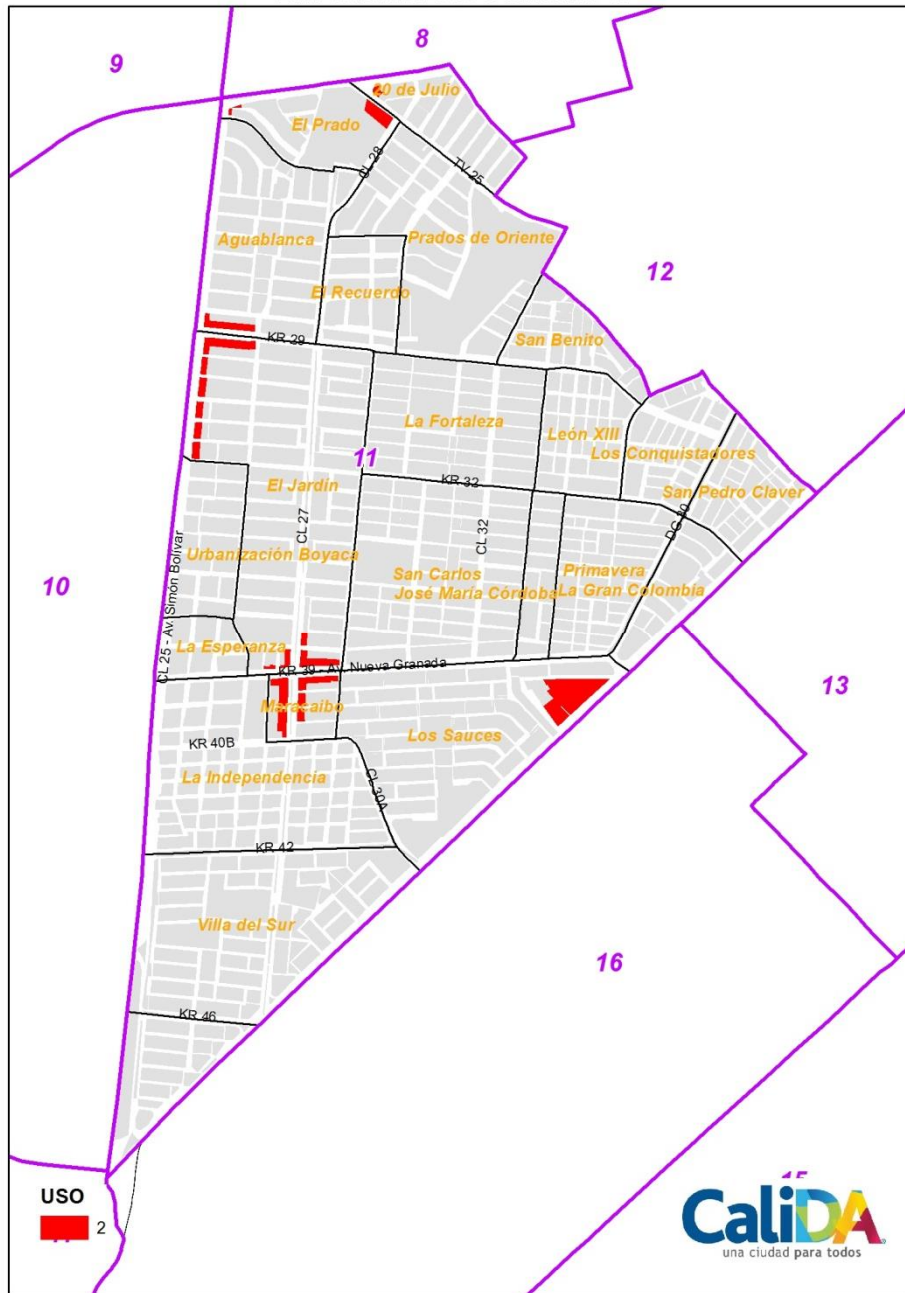 8
9
20 de Julio
El Prado
CL 28
TV 25
Aguablanca
Prados de Oriente
12
El Recuerdo
KR 29
San Benito
La Fortaleza
León XIII
11
Los Conquistadores
KR 32
El Jardín
San Pedro Claver
CL 27
CL 32
DG 30
Urbanización Boyaca
10
San Carlos
José María Córdoba
Primavera
La Gran Colombia
CL 25 - Av. Simón Bolívar
La Esperanza
KR 39 - Av. Nueva Granada
13
Maracaibo
Los Sauces
KR 40B
La Independencia
CL 30A
KR 42
Villa del Sur
16
KR 46
15
USO
2
CaliDA
una ciudad para todos